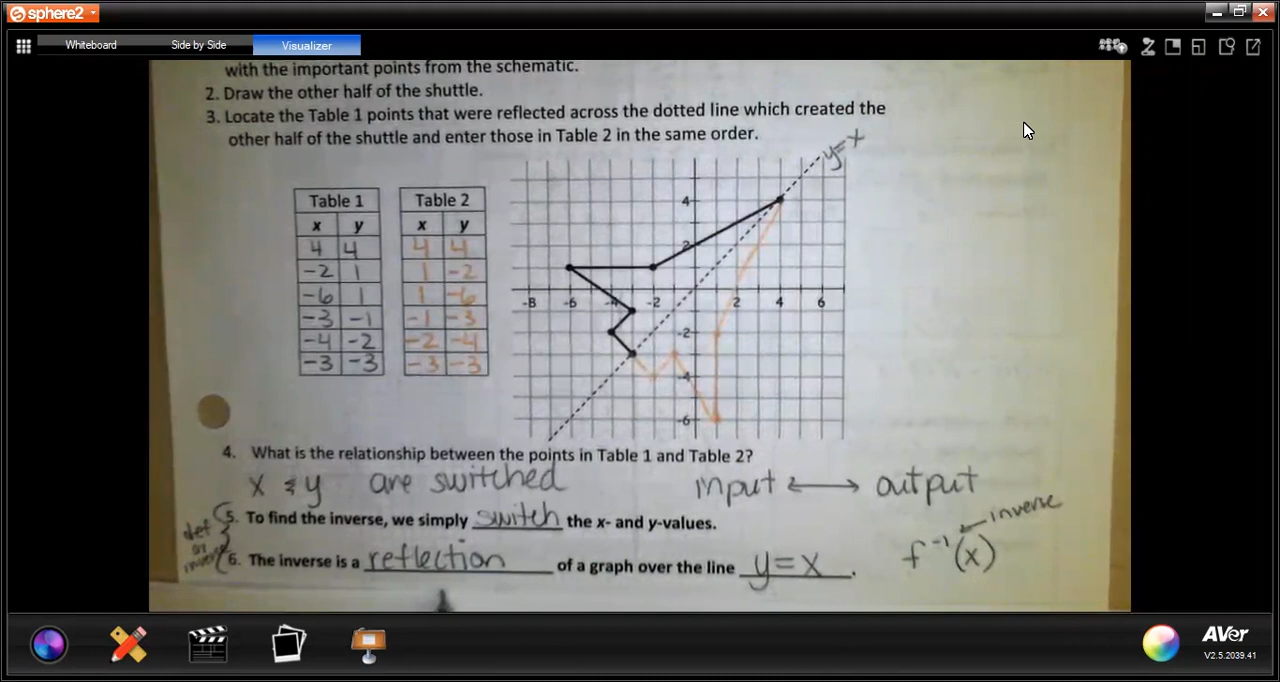 sphere2
Whiteboard Side by Side Visualizer
with the important points from the schematic.
2. Draw the other half of the shuttle.
3. Locate the Table 1 points that were reflected across the dotted line which created the
other half of the shuttle and enter those in Table 2 in the same order.
y=x
Table 1 Table 2
x y x y
4 4 4 4
-2 1 1 -2
-6 1 1 -6
-3 -1 -1 -3
-4 -2 -2 -4
-3 -3 -3 -3
4
2
-8 -6 -4 -2 2 4 6
-2
-4
-6
4. What is the relationship between the points in Table 1 and Table 2?
x & y are switched input ⟷ output
5. To find the inverse, we simply switch the x- and y-values.
inverse
def
of
inverse
6. The inverse is a reflection of a graph over the line y=x.
f⁻¹(x)
AVer
V2.5.2039.41